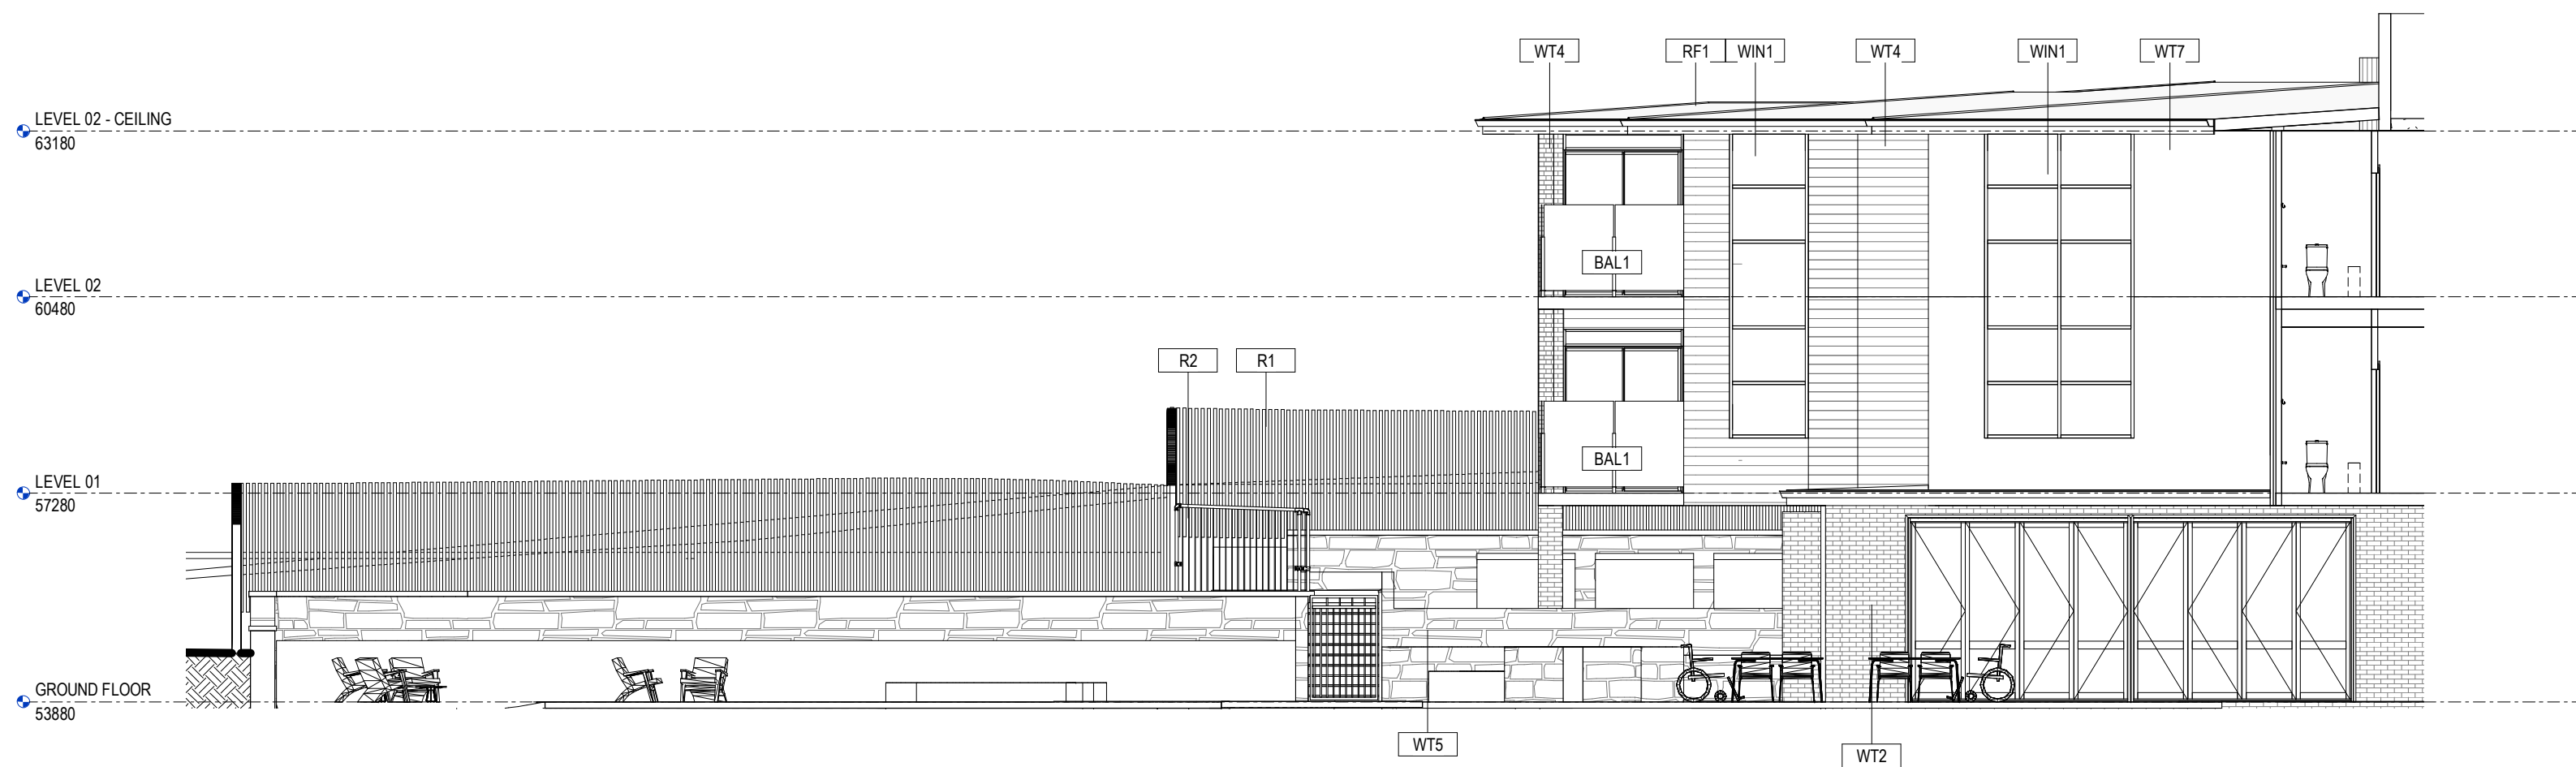 WT4
RF1
WIN1
WT4
WIN1
WT7
LEVEL 02 - CEILING
63180
BAL1
LEVEL 02
60480
R2
R1
BAL1
LEVEL 01
57280
GROUND FLOOR
53880
WT5
WT2